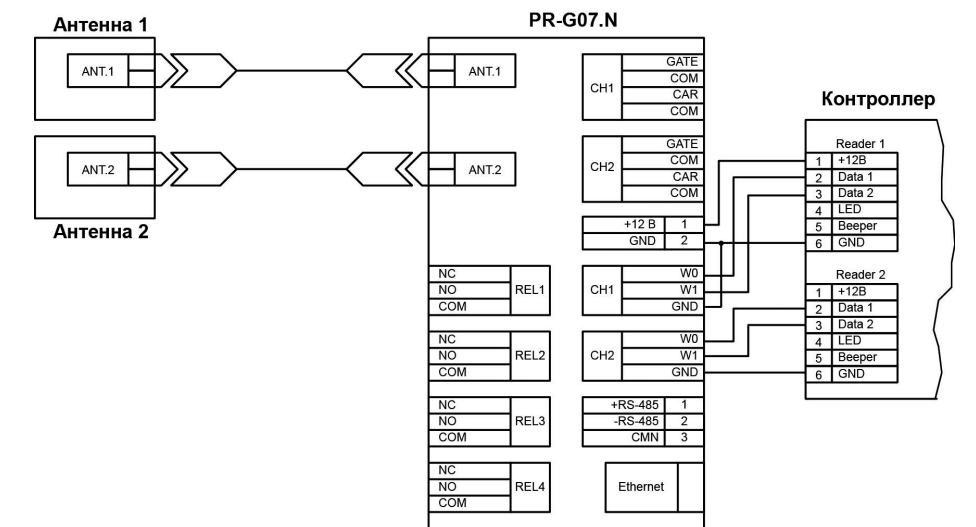 PR-G07.N
Антенна 1
ANT.1
ANT.1
ANT.2
ANT.2
Антенна 2
CH1
GATE
COM
CAR
COM
CH2
GATE
COM
CAR
COM
+12 В 1
GND 2
NC
NO
COM
REL1
CH1
W0
W1
GND
NC
NO
COM
REL2
CH2
W0
W1
GND
NC
NO
COM
REL3
+RS-485 1
-RS-485 2
CMN 3
NC
NO
COM
REL4
Ethernet
Контроллер
Reader 1
1 +12В
2 Data 1
3 Data 2
4 LED
5 Beeper
6 GND
Reader 2
1 +12В
2 Data 1
3 Data 2
4 LED
5 Beeper
6 GND